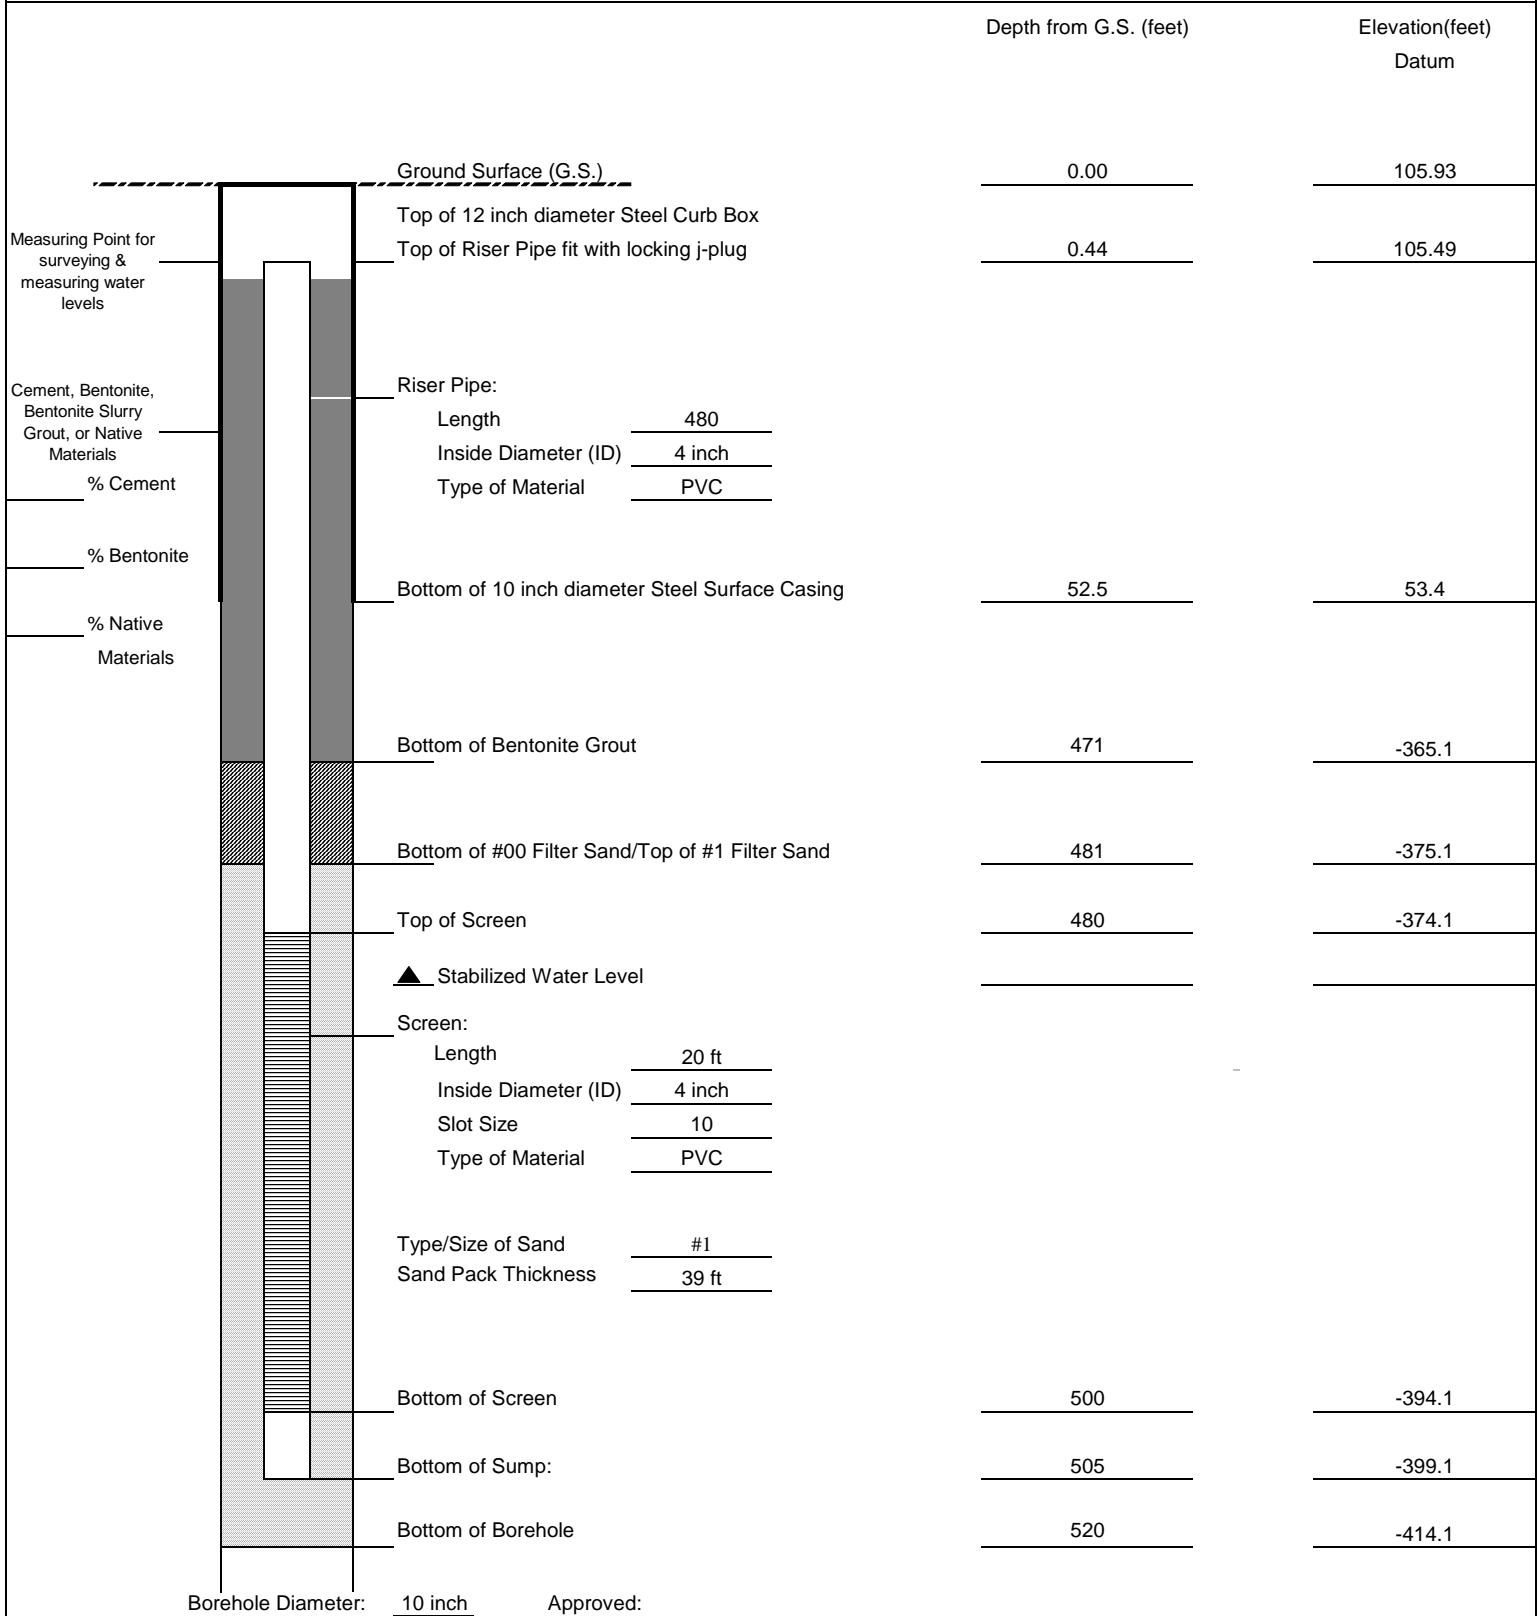 Depth from G.S. (feet) Elevation(feet)
Datum
Ground Surface (G.S.) 0.00 105.93
Top of 12 inch diameter Steel Curb Box
Measuring Point for
surveying &
measuring water
levels
Top of Riser Pipe fit with locking j-plug 0.44 105.49
Cement, Bentonite,
Bentonite Slurry
Grout, or Native
Materials
Riser Pipe:
Length 480
Inside Diameter (ID) 4 inch
Type of Material PVC
% Cement
% Bentonite
Bottom of 10 inch diameter Steel Surface Casing 52.5 53.4
% Native
Materials
Bottom of Bentonite Grout 471 -365.1
Bottom of #00 Filter Sand/Top of #1 Filter Sand 481 -375.1
Top of Screen 480 -374.1
Stabilized Water Level
Screen:
Length 20 ft
Inside Diameter (ID) 4 inch
Slot Size 10
Type of Material PVC
Type/Size of Sand #1
Sand Pack Thickness 39 ft
Bottom of Screen 500 -394.1
Bottom of Sump: 505 -399.1
Bottom of Borehole 520 -414.1
Borehole Diameter: 10 inch Approved: